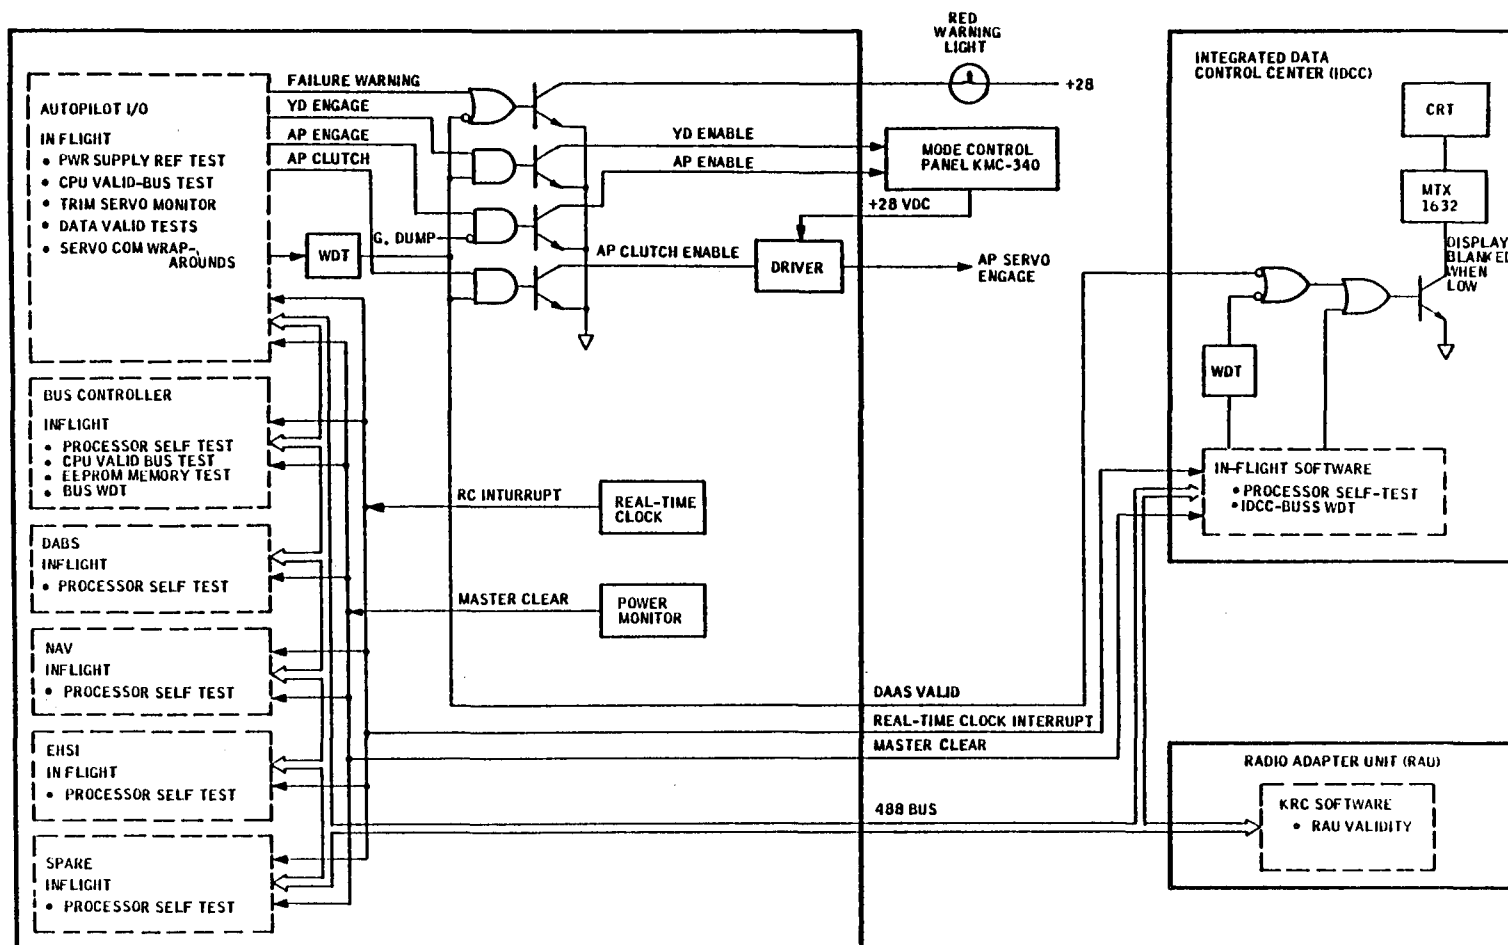 RED
WARNING
LIGHT
+28
FAILURE WARNING
YD ENGAGE
AP ENGAGE
AP CLUTCH
AUTOPILOT I/O
IN FLIGHT
• PWR SUPPLY REF TEST
• CPU VALID-BUS TEST
• TRIM SERVO MONITOR
• DATA VALID TESTS
• SERVO COM WRAP-
AROUNDS
WDT
G. DUMP
YD ENABLE
AP ENABLE
MODE CONTROL
PANEL KMC-340
+28 VDC
AP CLUTCH ENABLE
DRIVER
AP SERVO
ENGAGE
BUS CONTROLLER
INFLIGHT
• PROCESSOR SELF TEST
• CPU VALID BUS TEST
• EEPROM MEMORY TEST
• BUS WDT
RC INTURRUPT
REAL-TIME
CLOCK
DABS
INFLIGHT
• PROCESSOR SELF TEST
MASTER CLEAR
POWER
MONITOR
NAV
INFLIGHT
• PROCESSOR SELF TEST
EHSI
IN FLIGHT
• PROCESSOR SELF TEST
SPARE
INFLIGHT
• PROCESSOR SELF TEST
DAAS VALID
REAL-TIME CLOCK INTERRUPT
MASTER CLEAR
488 BUS
INTEGRATED DATA
CONTROL CENTER (IDCC)
CRT
MTX
1632
DISPLAY
BLANKED
WHEN
LOW
WDT
IN-FLIGHT SOFTWARE
• PROCESSOR SELF-TEST
• IDCC-BUSS WDT
RADIO ADAPTER UNIT (RAU)
KRC SOFTWARE
• RAU VALIDITY